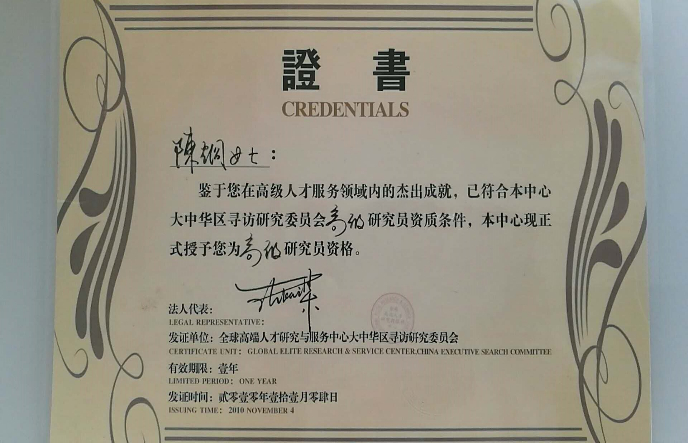 證書
CREDENTIALS
陳 女士：
鉴于您在高级人才服务领域内的杰出成就，已符合本中心
大中华区寻访研究委员会高级研究员资质条件，本中心现正
式授予您为高级研究员资格。
法人代表：
LEGAL REPRESENTATIVE：
发证单位：全球高端人才研究与服务中心大中华区寻访研究委员会
CERTIFICATE UNIT： GLOBAL ELITE RESEARCH & SERVICE CENTER,CHINA EXECUTIVE SEARCH COMMITTEE
有效期限：壹年
LIMITED PERIOD： ONE YEAR
发证时间：贰零壹零年壹拾壹月零肆日
ISSUING TIME： 2010 NOVEMBER 4